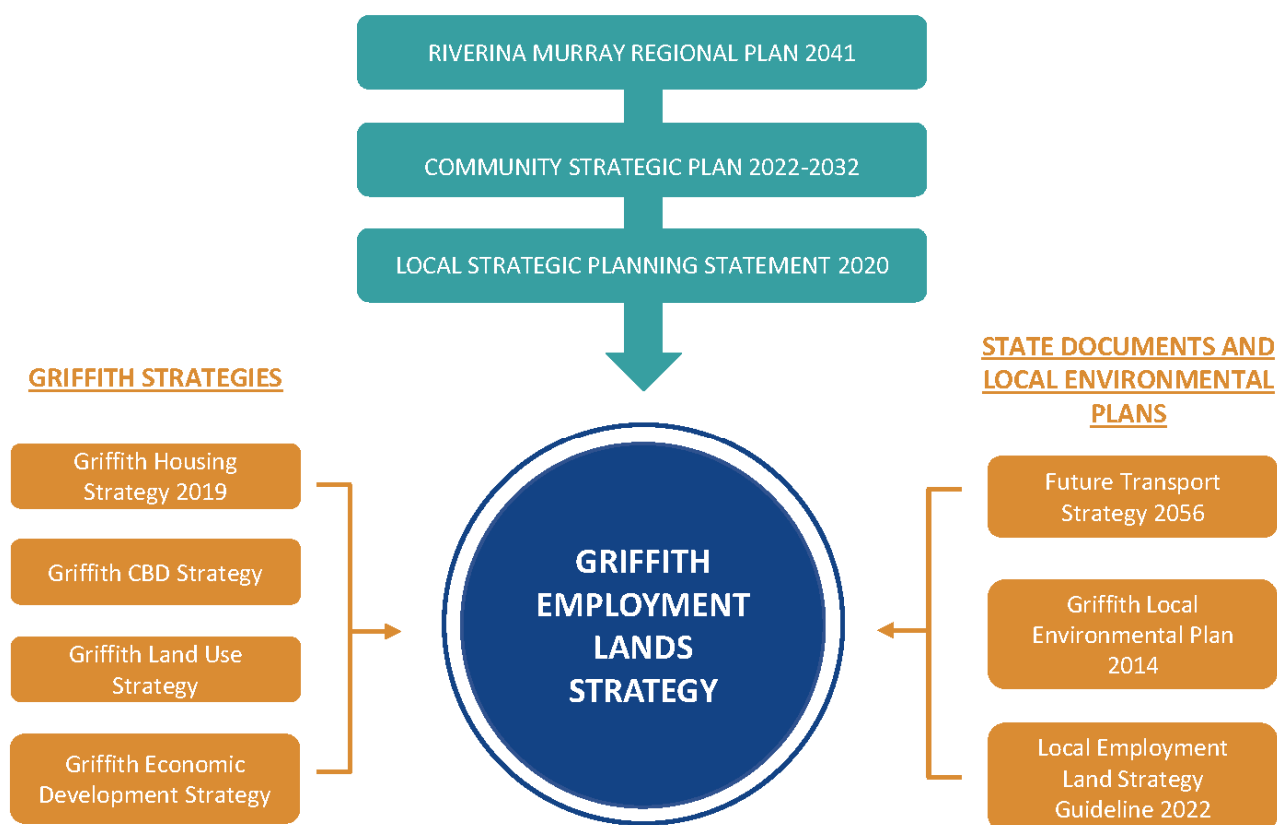 RIVERINA MURRAY REGIONAL PLAN 2041
COMMUNITY STRATEGIC PLAN 2022-2032
LOCAL STRATEGIC PLANNING STATEMENT 2020
GRIFFITH STRATEGIES
Griffith Housing
Strategy 2019
Griffith CBD Strategy
Griffith Land Use
Strategy
Griffith Economic
Development Strategy
GRIFFITH
EMPLOYMENT
LANDS
STRATEGY
STATE DOCUMENTS AND
LOCAL ENVIRONMENTAL
PLANS
Future Transport
Strategy 2056
Griffith Local
Environmental Plan
2014
Local Employment
Land Strategy
Guideline 2022